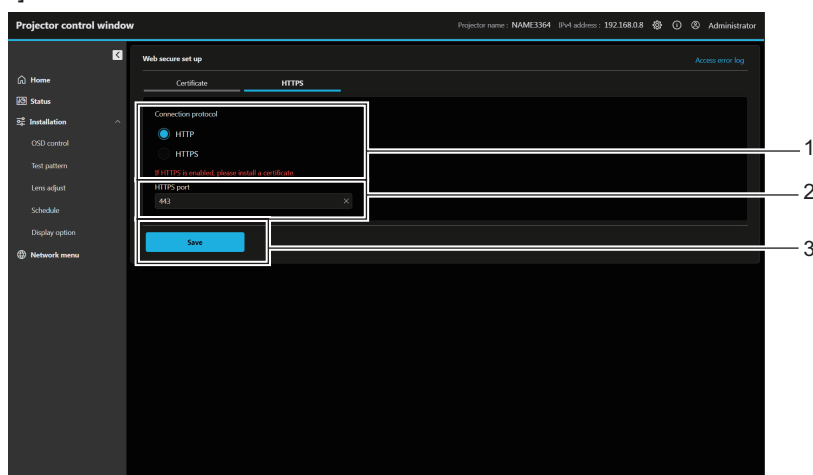 Projector control window
Projector name : NAME3364 IPv4 address : 192.168.0.8 Administrator
Home
Status
Installation
OSD control
Test pattern
Lens adjust
Schedule
Display option
Network menu
Web secure set up
Access error log
Certificate HTTPS
Connection protocol
HTTP
HTTPS
If HTTPS is enabled, please install a certificate
HTTPS port
443
Save
1
2
3